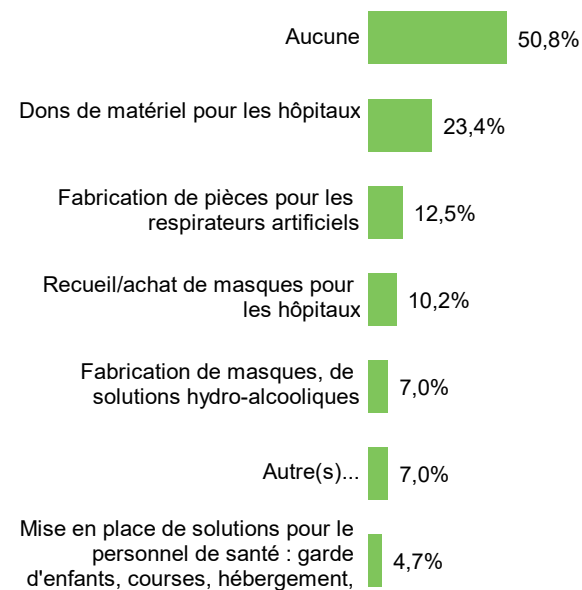 Aucune
50,8%
Dons de matériel pour les hôpitaux
23,4%
Fabrication de pièces pour les
respirateurs artificiels
12,5%
Recueil/achat de masques pour
les hôpitaux
10,2%
Fabrication de masques, de
solutions hydro-alcooliques
7,0%
Autre(s)...
7,0%
Mise en place de solutions pour le
personnel de santé : garde
d'enfants, courses, hébergement,
4,7%